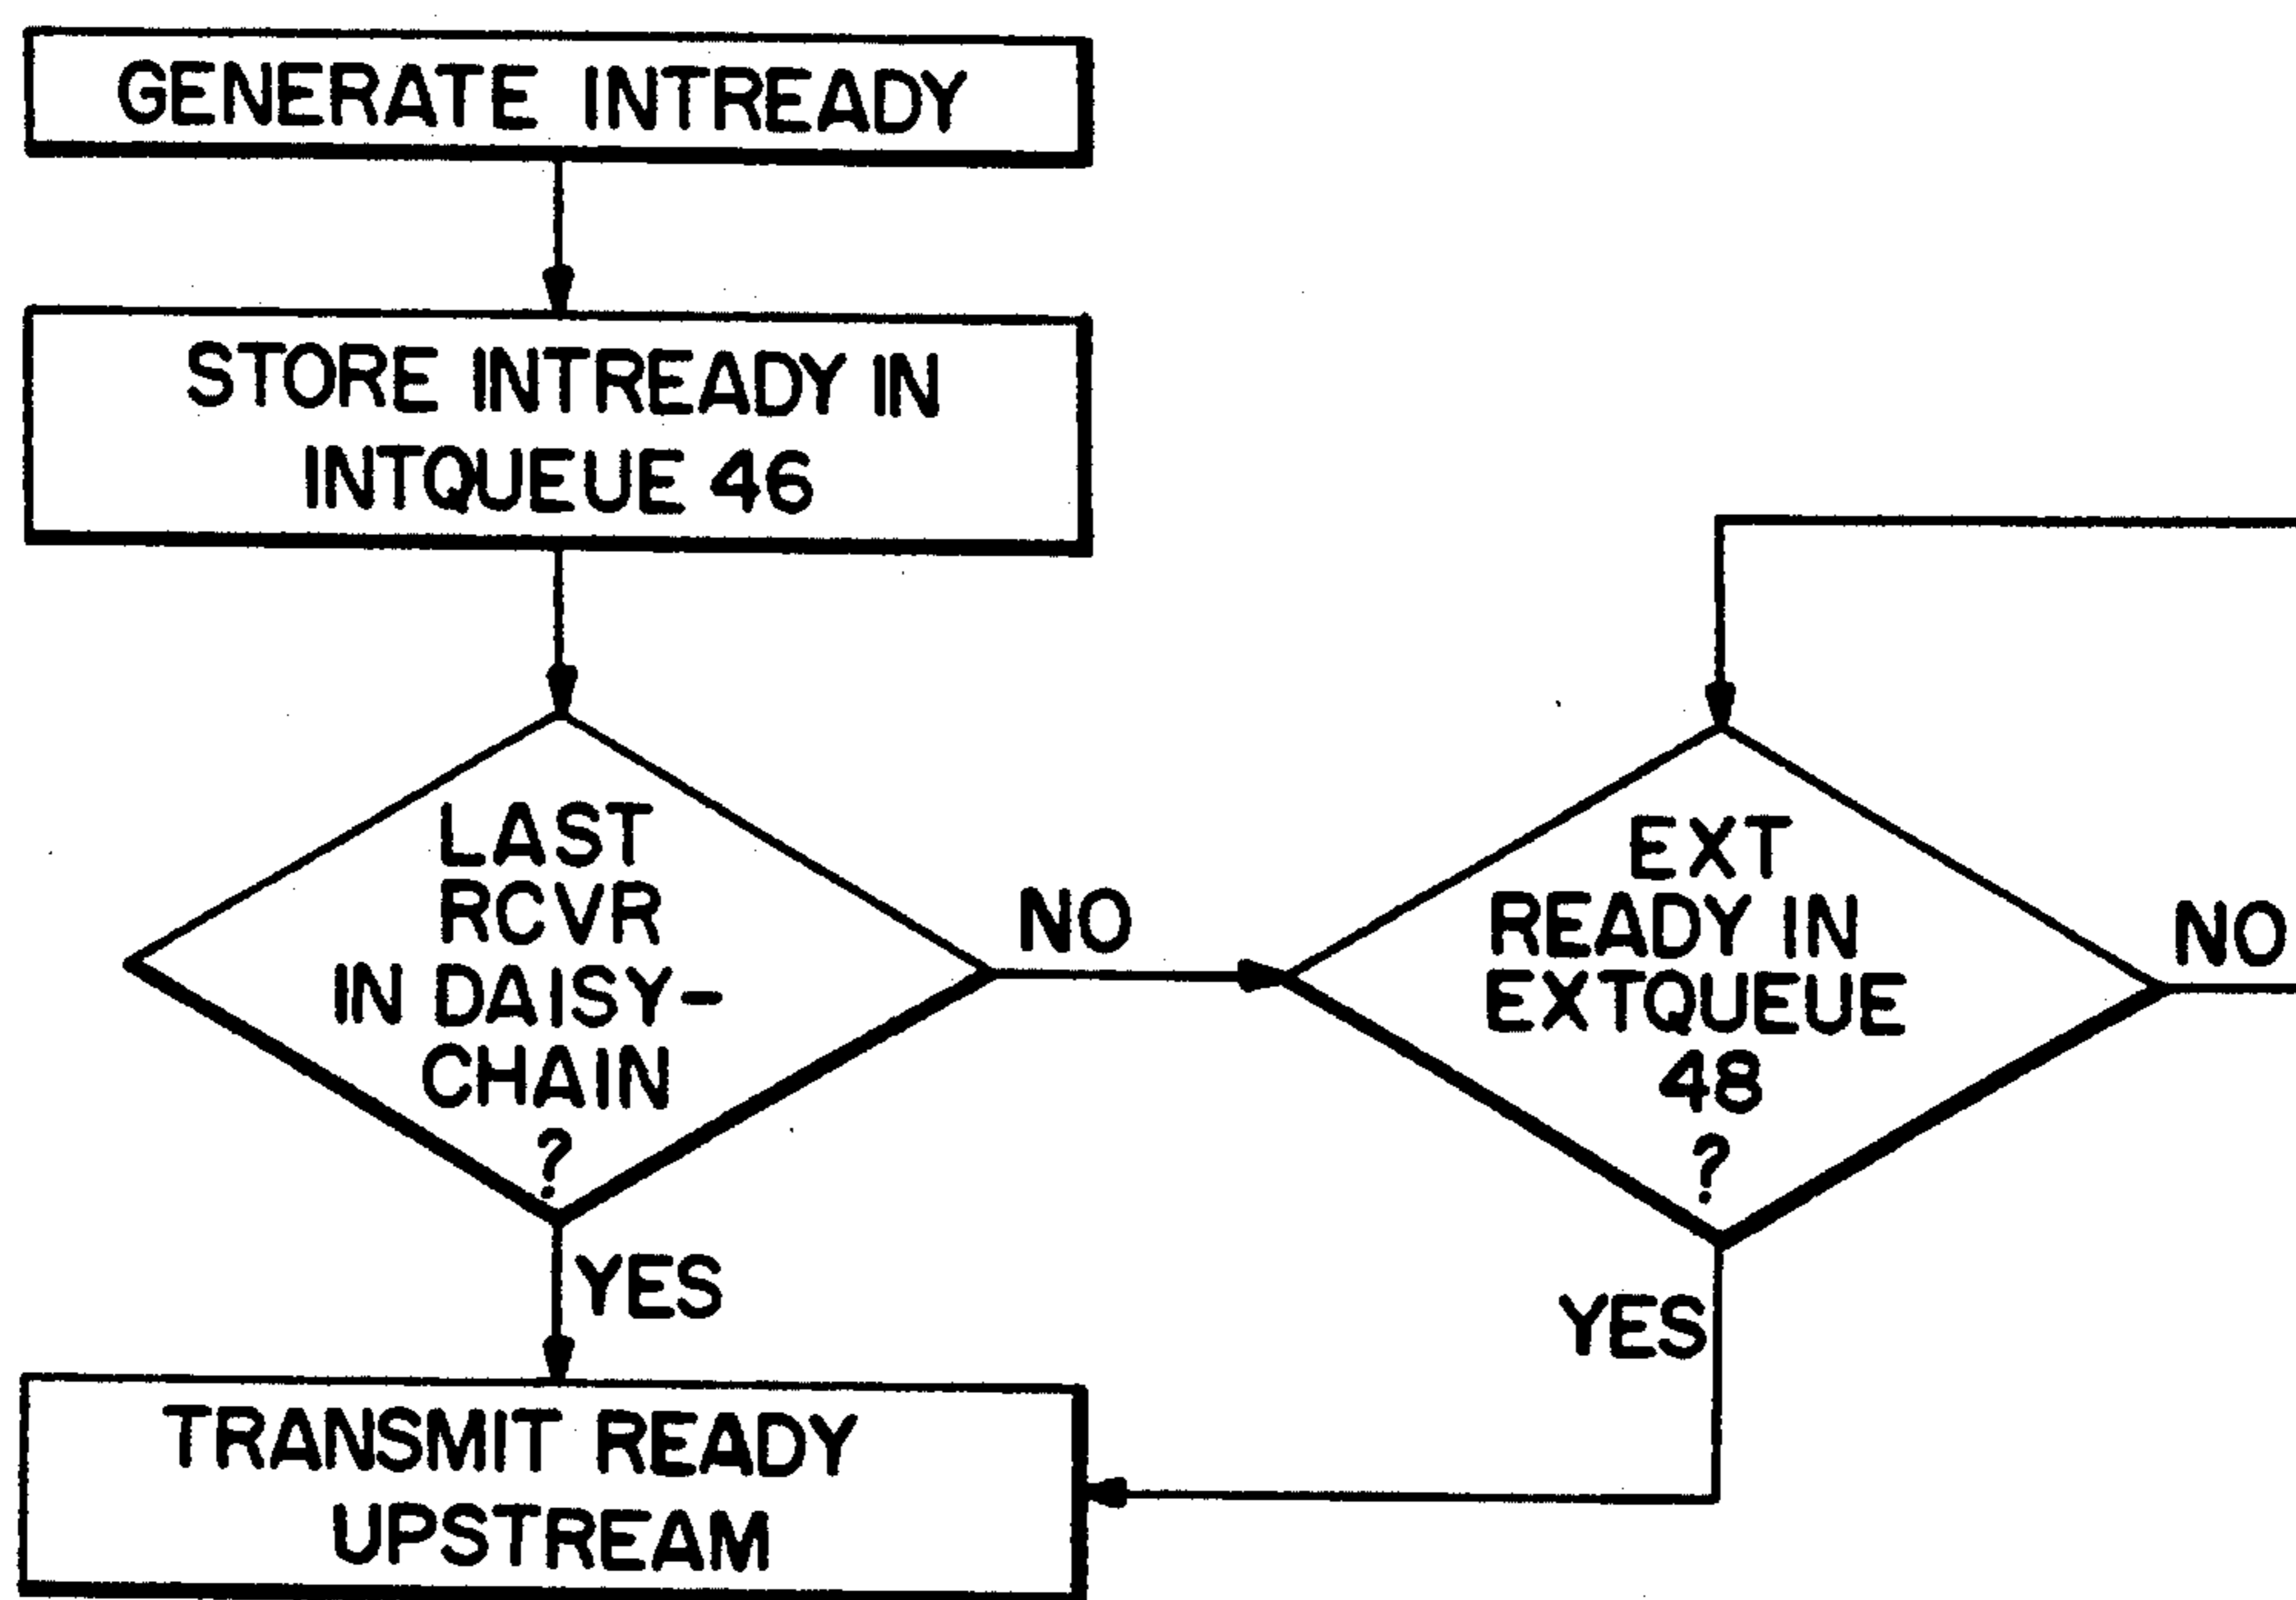 GENERATE INTREADY
STORE INTREADY IN
INTQUEUE 46
LAST
RCVR
IN DAISY-
CHAIN
?
NO
YES
EXT
READY IN
EXTQUEUE
48
?
NO
YES
TRANSMIT READY
UPSTREAM